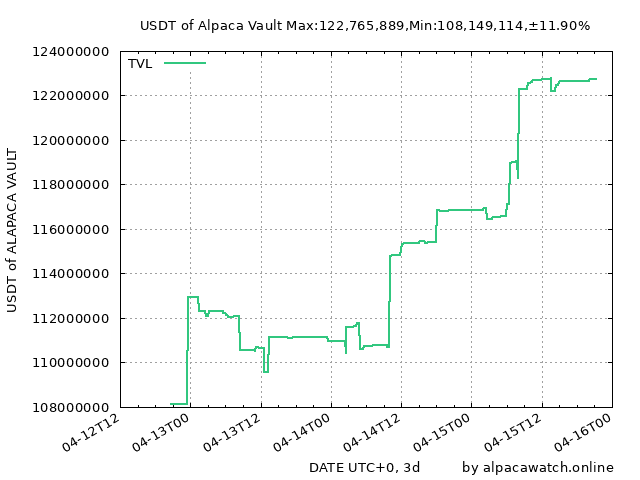 USDT of Alpaca Vault Max:122,765,889,Min:108,149,114,±11.90%
124000000
TVL
122000000
120000000
118000000
116000000
114000000
112000000
110000000
108000000
USDT of ALAPACA VAULT
04-12T12
04-13T00
04-13T12
04-14T00
04-14T12
04-15T00
04-15T12
04-16T00
DATE UTC+0, 3d
by alpacawatch.online